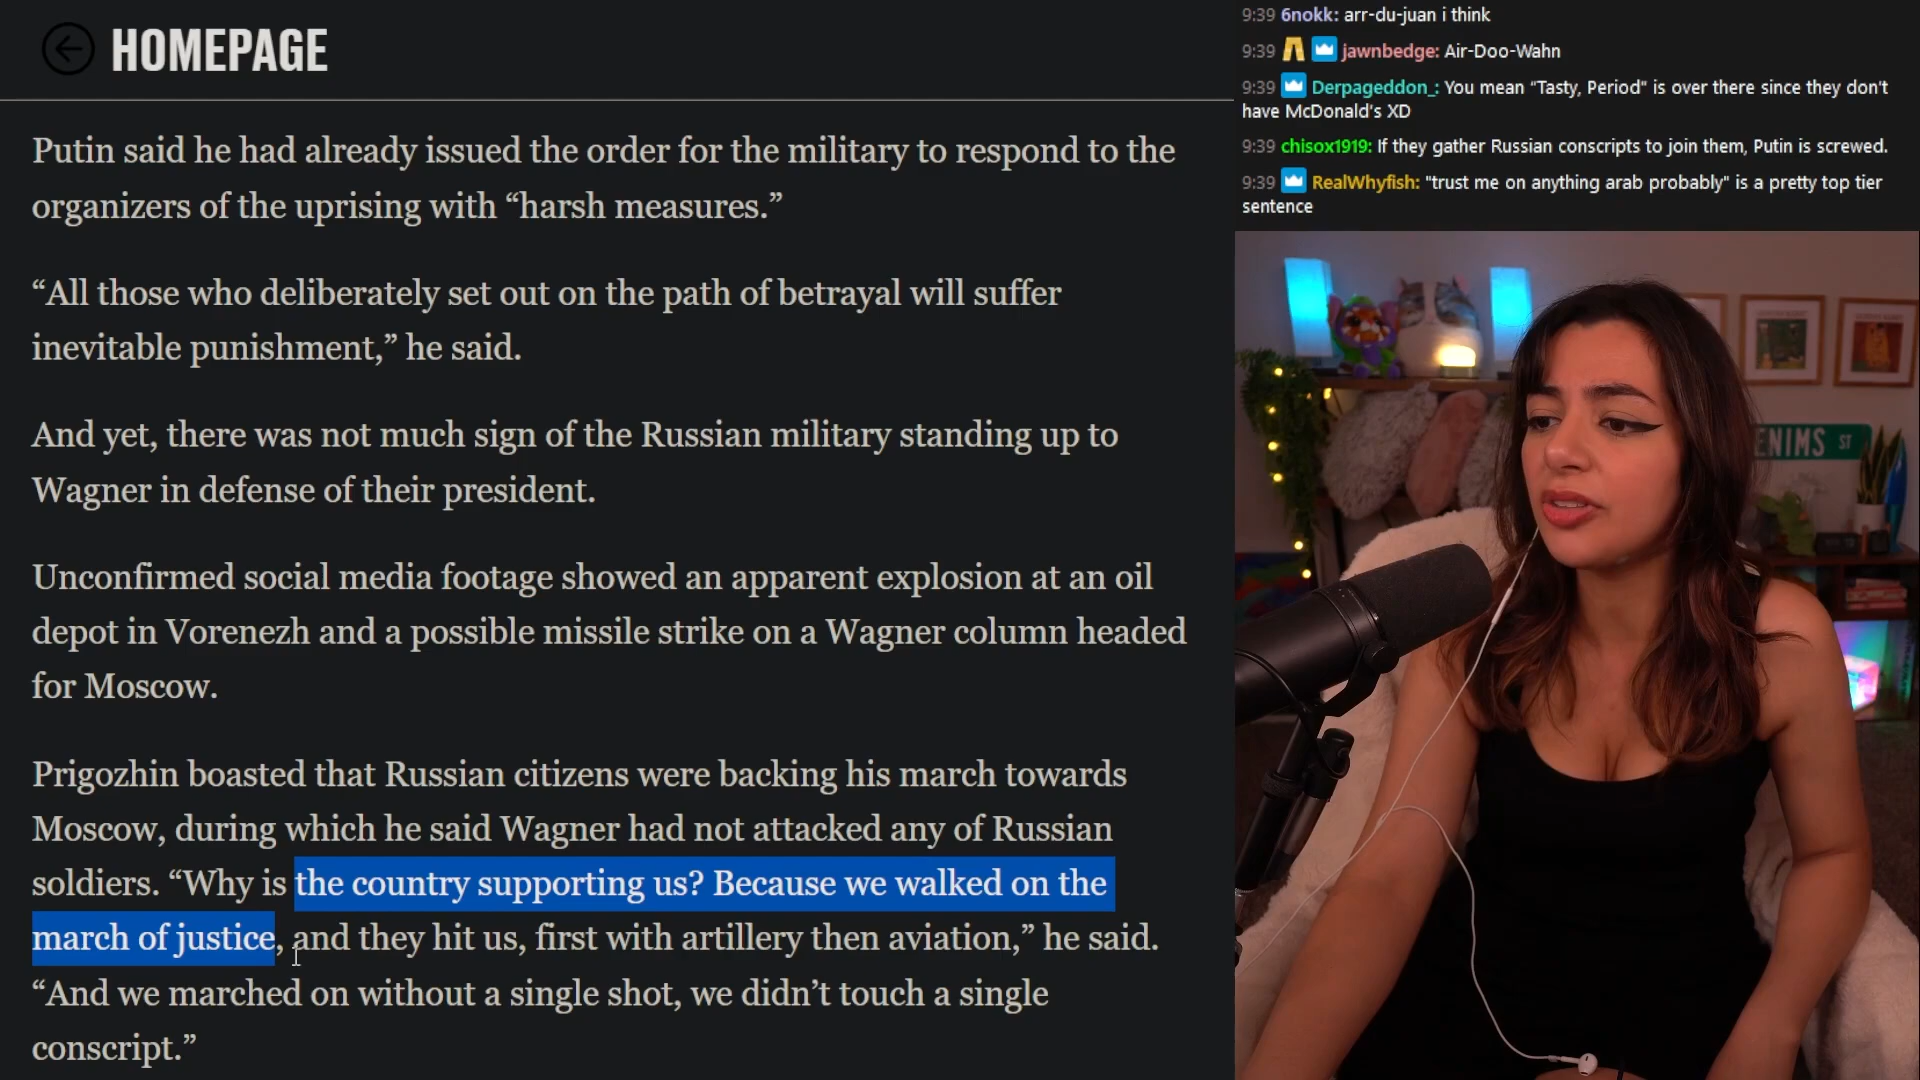 HOMEPAGE
Putin said he had already issued the order for the military to respond to the
organizers of the uprising with “harsh measures.”
“All those who deliberately set out on the path of betrayal will suffer
inevitable punishment,” he said.
And yet, there was not much sign of the Russian military standing up to
Wagner in defense of their president.
Unconfirmed social media footage showed an apparent explosion at an oil
depot in Vorenezh and a possible missile strike on a Wagner column headed
for Moscow.
Prigozhin boasted that Russian citizens were backing his march towards
Moscow, during which he said Wagner had not attacked any of Russian
soldiers. “Why is the country supporting us? Because we walked on the
march of justice, and they hit us, first with artillery then aviation,” he said.
“And we marched on without a single shot, we didn’t touch a single
conscript.”
9:39 6nokk: arr-du-juan i think
9:39 jawnbedge: Air-Doo-Wahn
9:39 Derpageddon_: You mean “Tasty, Period” is over there since they don't
have McDonald's XD
9:39 chisox1919: If they gather Russian conscripts to join them, Putin is screwed.
9:39 RealWhyfish: "trust me on anything arab probably" is a pretty top tier
sentence
ENIMS ST